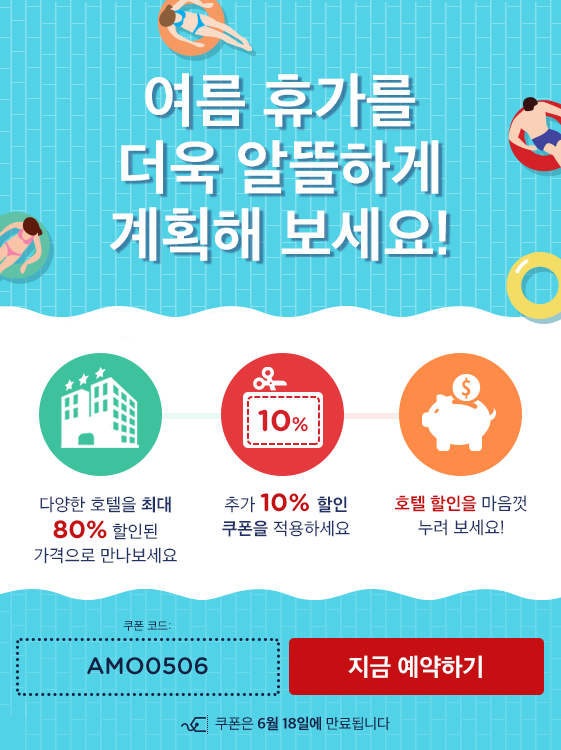 여름 휴가를
더욱 알뜰하게
계획해 보세요!
10%
다양한 호텔을 최대
80% 할인된
가격으로 만나보세요
추가 10% 할인
쿠폰을 적용하세요
호텔 할인을 마음껏
누려 보세요!
쿠폰 코드:
AMO0506
지금 예약하기
쿠폰은 6월 18일에 만료됩니다